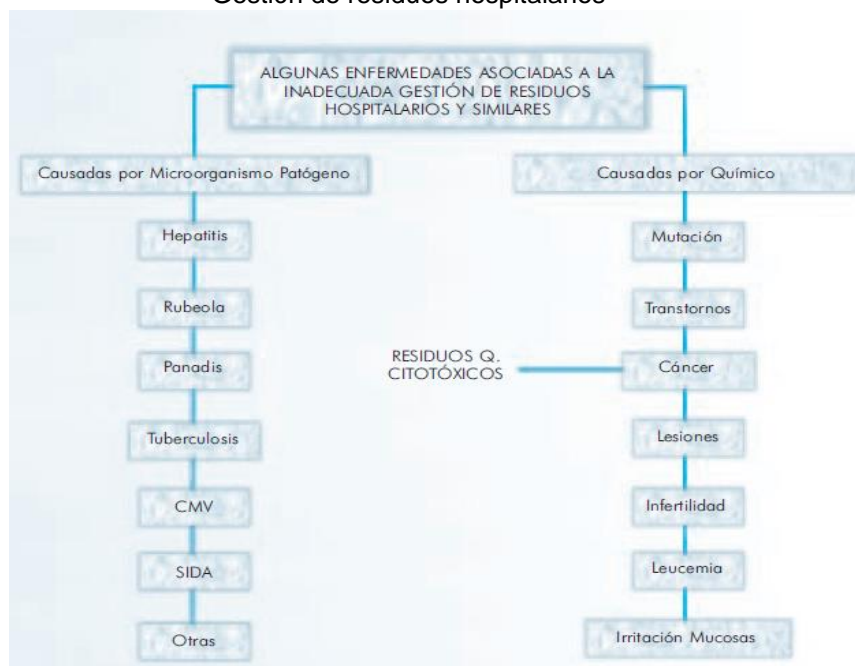 Gestión de residuos hospitalarios
ALGUNAS ENFERMEDADES ASOCIADAS A LA
INADECUADA GESTIÓN DE RESIDUOS
HOSPITALARIOS Y SIMILARES
Causadas por Microorganismo Patógeno
Hepatitis
Rubeola
Panadis
Tuberculosis
CMV
SIDA
Otras
Causadas por Químico
Mutación
Transtornos
RESIDUOS Q.
CITOTÓXICOS
Cáncer
Lesiones
Infertilidad
Leucemia
Irritación Mucosas